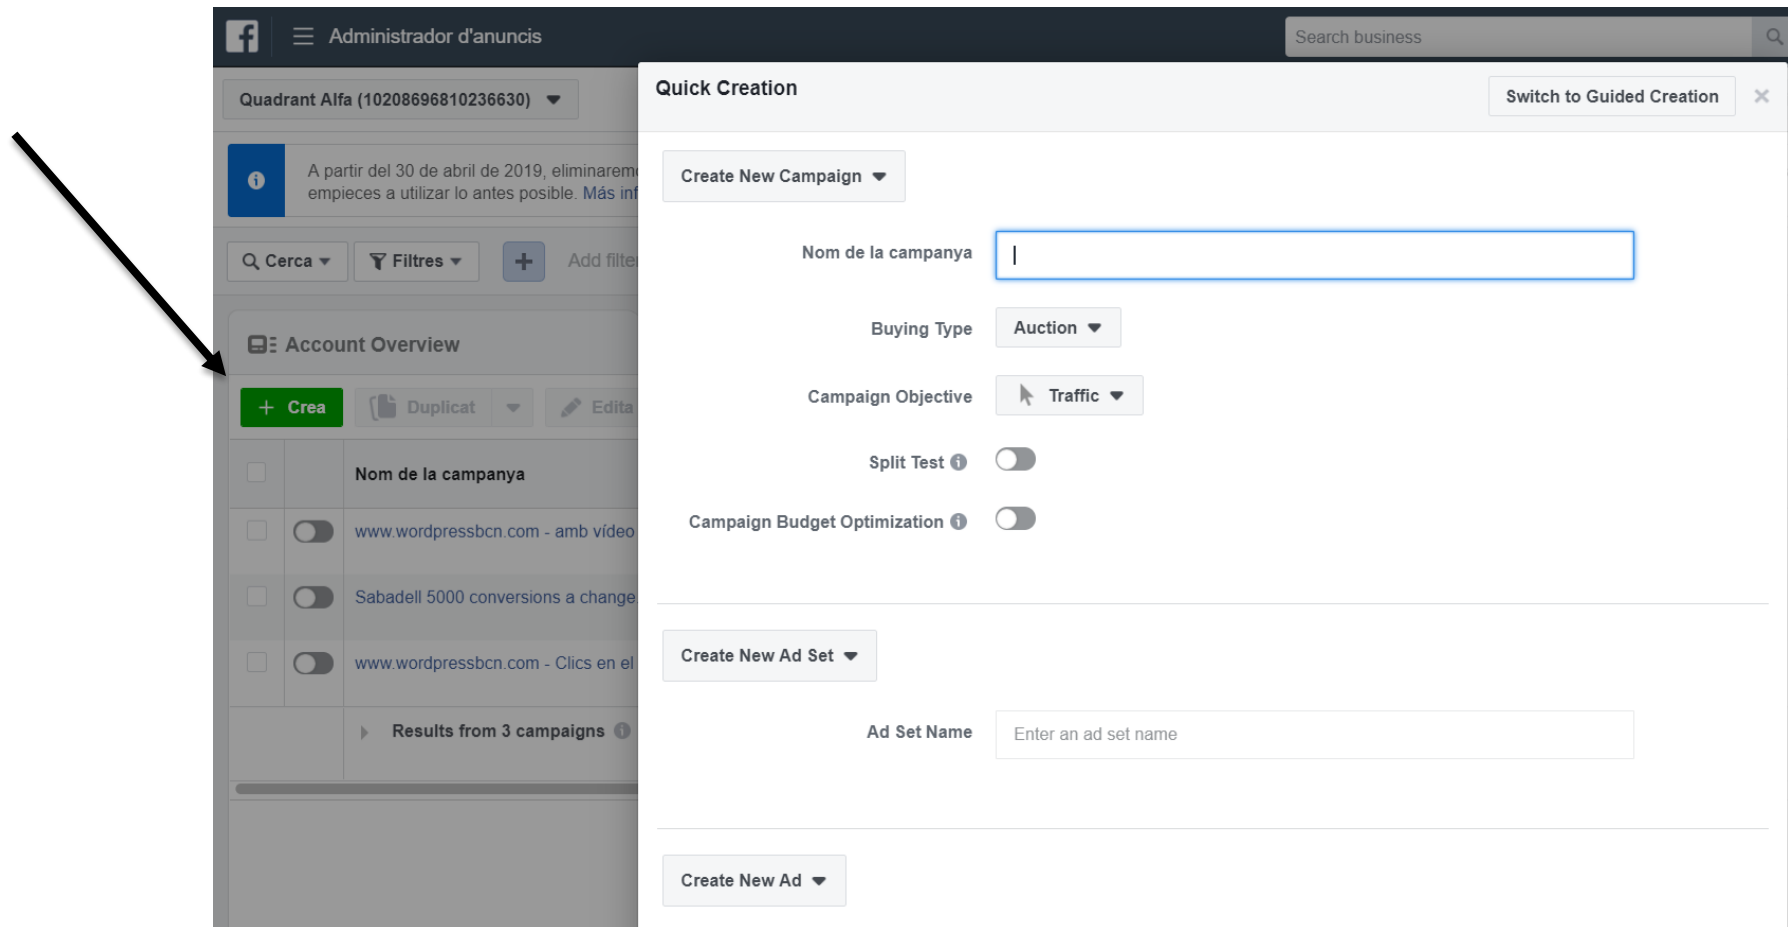 Administrador d'anuncis
Search business
Quadrant Alfa (10208696810236630)
Quick Creation
Switch to Guided Creation
A partir del 30 de abril de 2019, eliminaremo
empieces a utilizar lo antes posible. Más inf
Create New Campaign
Cerca
Filtres
Add filte
Nom de la campanya
Buying Type
Auction
Account Overview
Campaign Objective
Traffic
+ Crea
Duplicat
Edita
Split Test
Nom de la campanya
Campaign Budget Optimization
www.wordpressbcn.com - amb vídeo
Sabadell 5000 conversions a change
www.wordpressbcn.com - Clics en el
Create New Ad Set
Results from 3 campaigns
Ad Set Name
Enter an ad set name
Create New Ad